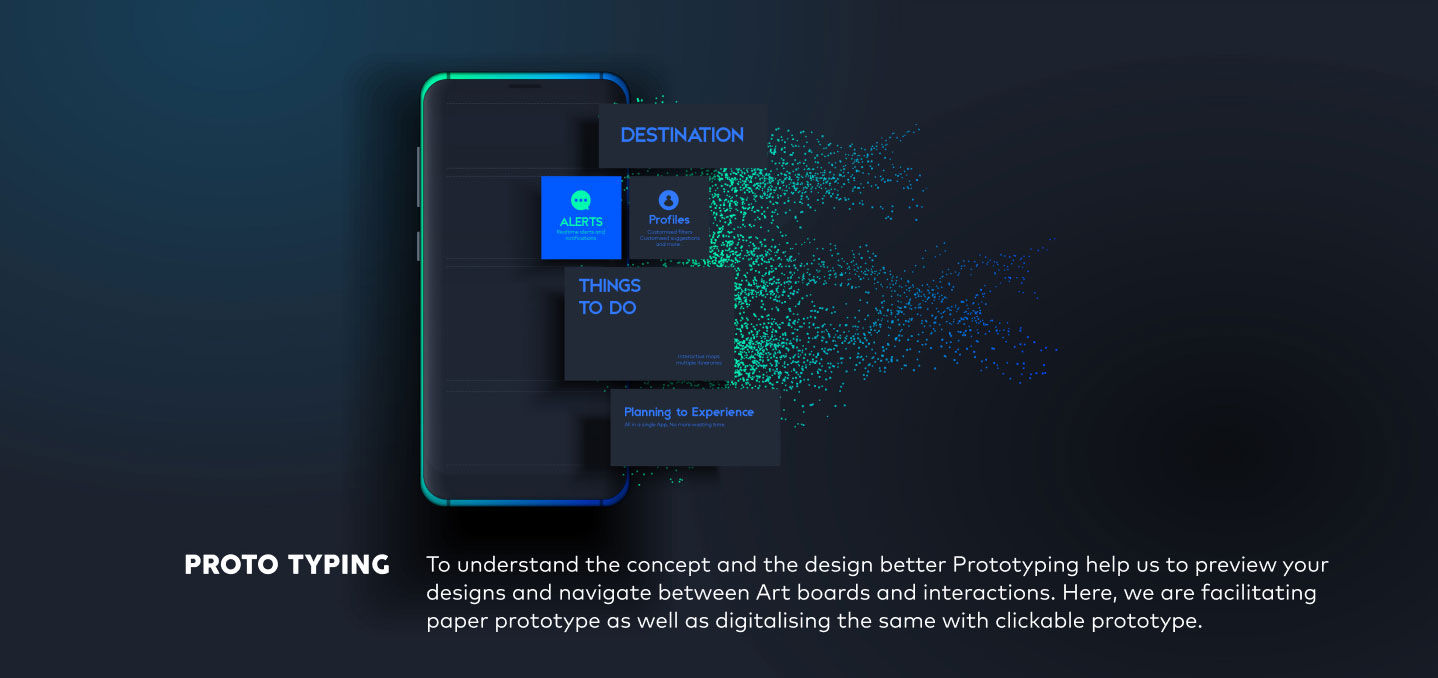 DESTINATION
ALERTS
Realtime alerts and
notifications
Profiles
Customised filters
Customised suggestions
and more...
THINGS
TO DO
Interactive maps
multiple itineraries
Planning to Experience
All in a single App, No more wasting time.
PROTO TYPING
To understand the concept and the design better Prototyping help us to preview your
designs and navigate between Art boards and interactions. Here, we are facilitating
paper prototype as well as digitalising the same with clickable prototype.